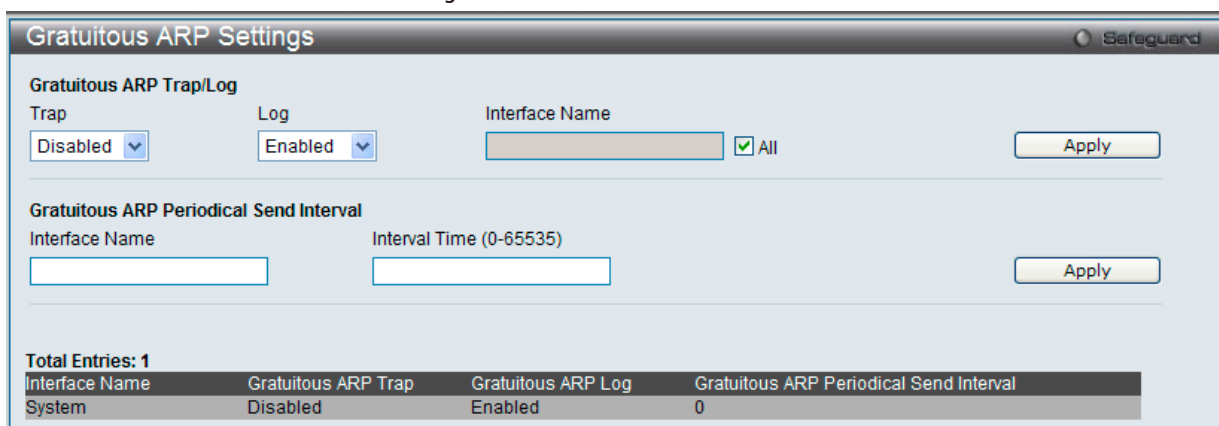 Gratuitous ARP Settings
Safeguard
Gratuitous ARP Trap/Log
Trap Log Interface Name
Disabled Enabled All Apply
Gratuitous ARP Periodical Send Interval
Interface Name Interval Time (0-65535)
Apply
Total Entries: 1
Interface Name Gratuitous ARP Trap Gratuitous ARP Log Gratuitous ARP Periodical Send Interval
System Disabled Enabled 0